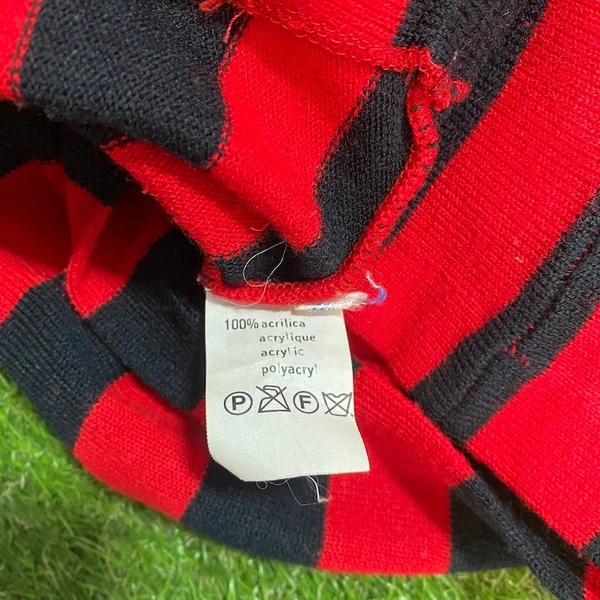 100% acrilica
acrylique
acrylic
polyacryl
P F